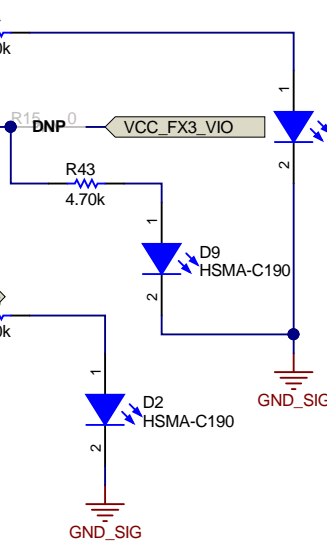 0k
1
R15 0
DNP
VCC_FX3_VIO
2
R43
4.70k
1
D9
HSMA-C190
2
0k
1
D2
HSMA-C190
2
GND_SIG
GND_SIG